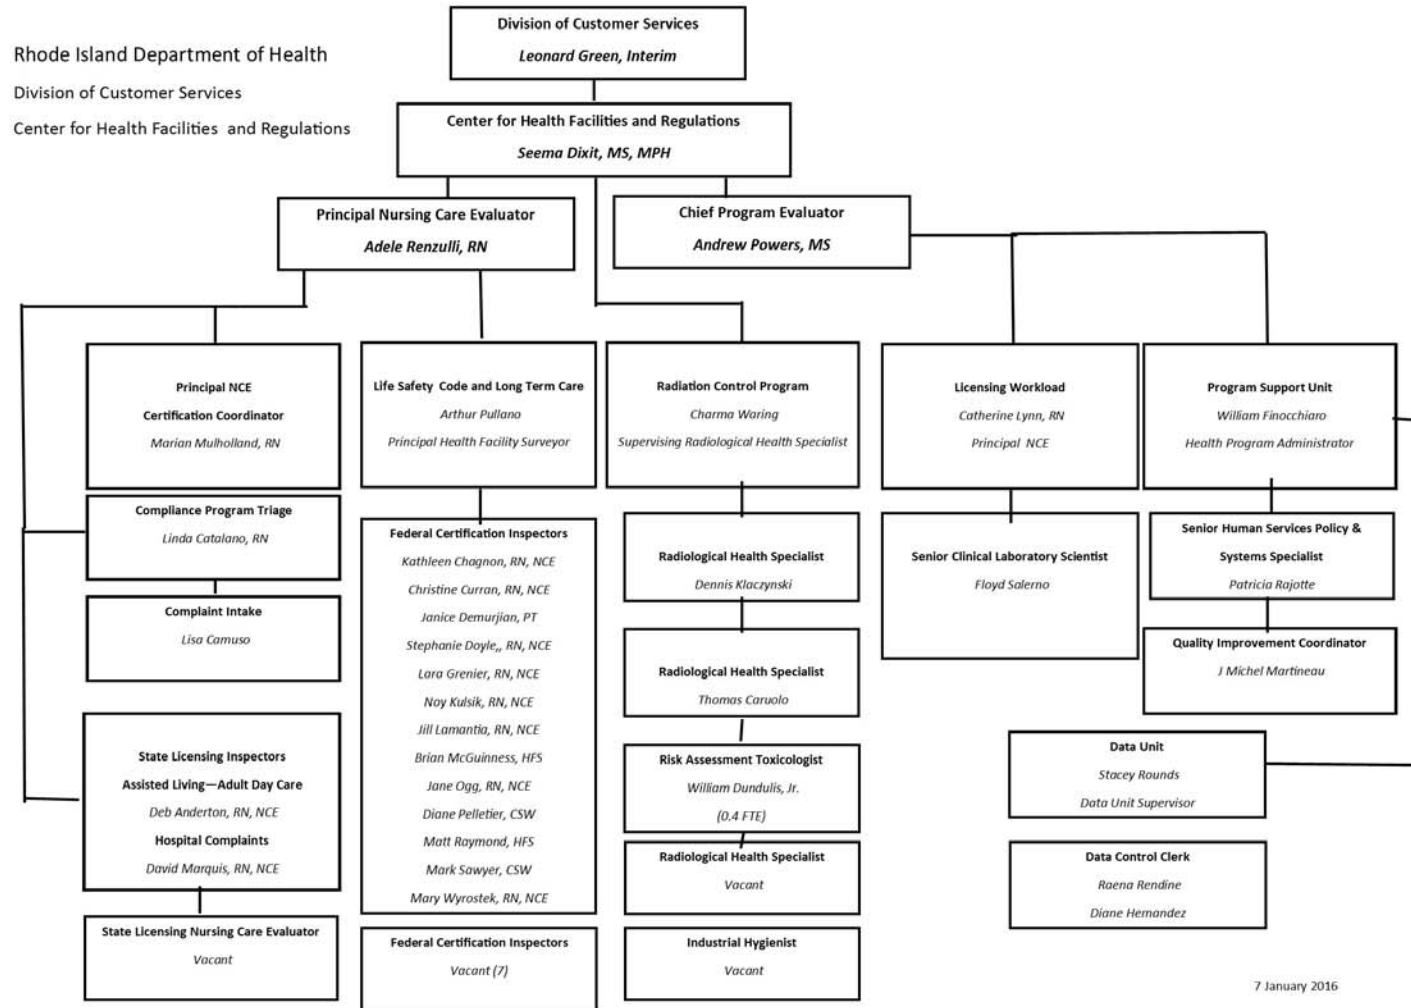 Division of Customer Services
Leonard Green, Interim
Rhode Island Department of Health
Division of Customer Services
Center for Health Facilities and Regulations
Center for Health Facilities and Regulations
Seema Dixit, MS, MPH
Principal Nursing Care Evaluator
Adele Renzulli, RN
Chief Program Evaluator
Andrew Powers, MS
Principal NCE
Certification Coordinator
Marian Mulholland, RN
Compliance Program Triage
Linda Catalano, RN
Complaint Intake
Lisa Camuso
State Licensing Inspectors
Assisted Living—Adult Day Care
Deb Anderton, RN, NCE
Hospital Complaints
David Marquis, RN, NCE
State Licensing Nursing Care Evaluator
Vacant
Life Safety Code and Long Term Care
Arthur Pullano
Principal Health Facility Surveyor
Federal Certification Inspectors
Kathleen Chagnon, RN, NCE
Christine Curran, RN, NCE
Janice Demurjian, PT
Stephanie Doyle,, RN, NCE
Lara Grenier, RN, NCE
Noy Kulsik, RN, NCE
Jill Lamantia, RN, NCE
Brian McGuinness, HFS
Jane Ogg, RN, NCE
Diane Pelletier, CSW
Matt Raymond, HFS
Mark Sawyer, CSW
Mary Wyrostek, RN, NCE
Federal Certification Inspectors
Vacant (7)
Radiation Control Program
Charma Waring
Supervising Radiological Health Specialist
Radiological Health Specialist
Dennis Klaczynski
Radiological Health Specialist
Thomas Caruolo
Risk Assessment Toxicologist
William Dundulis, Jr.
(0.4 FTE)
Radiological Health Specialist
Vacant
Industrial Hygienist
Vacant
Licensing Workload
Catherine Lynn, RN
Principal NCE
Senior Clinical Laboratory Scientist
Floyd Salerno
Program Support Unit
William Finocchiaro
Health Program Administrator
Senior Human Services Policy &
Systems Specialist
Patricia Rajotte
Quality Improvement Coordinator
J Michel Martineau
Data Unit
Stacey Rounds
Data Unit Supervisor
Data Control Clerk
Raena Rendine
Diane Hernandez
7 January 2016